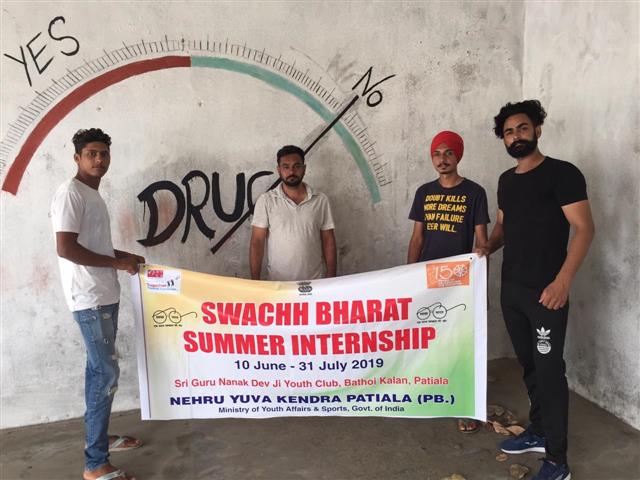 YES
NO
DRUG
DOUBT KILLS
MORE DREAMS
THAN FAILURE
EVER WILL.
150
SWACHH BHARAT
SUMMER INTERNSHIP
10 June - 31 July 2019
Sri Guru Nanak Dev Ji Youth Club, Bathoi Kalan, Patiala
NEHRU YUVA KENDRA PATIALA (PB.)
Ministry of Youth Affairs & Sports, Govt. of India
adidas